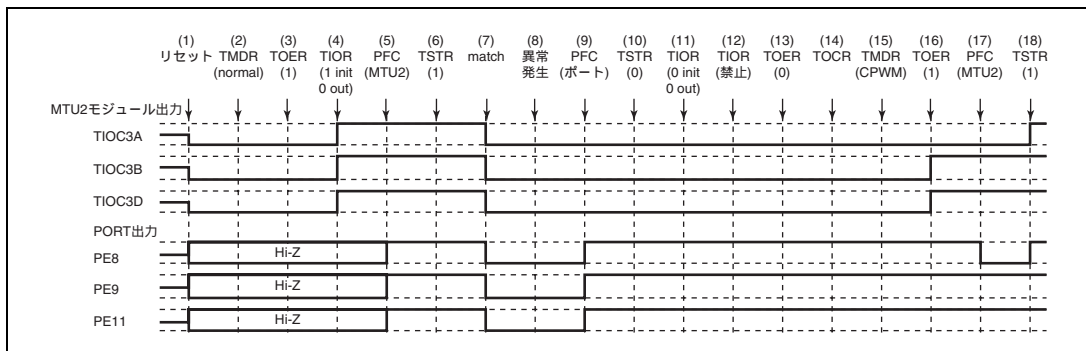 (1) (2) (3) (4) (5) (6) (7) (8) (9) (10) (11) (12) (13) (14) (15) (16) (17) (18)
リセット TMDR TOER TIOR PFC TSTR match 異常 PFC TSTR TIOR TIOR TOER TOCR TMDR TOER PFC TSTR
(normal) (1) (1 init (MTU2) (1) 発生 (ポート) (0) (0 init (禁止) (0) (CPWM) (1) (MTU2) (1)
0 out) 0 out)
MTU2モジュール出力
TIOC3A
TIOC3B
TIOC3D
PORT出力
PE8 Hi-Z
PE9 Hi-Z
PE11 Hi-Z